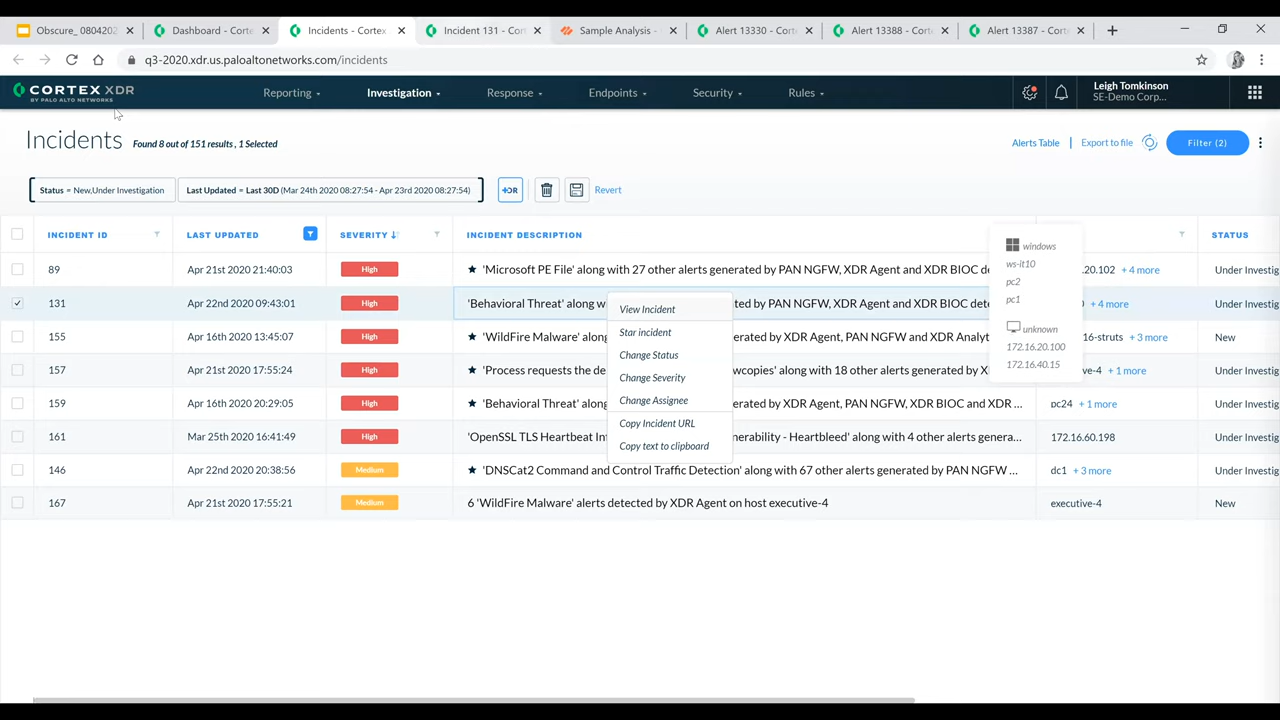 Obscure_ 0804202
Dashboard - Corte
Incidents - Cortex
Incident 131 - Cor
Sample Analysis - W
Alert 13330 - Corte
Alert 13388 - Corte
Alert 13387 - Corte
q3-2020.xdr.us.paloaltonetworks.com/incidents
CORTEX XDR
BY PALO ALTO NETWORKS
Reporting
Investigation
Response
Endpoints
Security
Rules
Leigh Tomkinson
SE-Demo Corp...
Incidents
Found 8 out of 151 results , 1 Selected
Alerts Table | Export to file
Filter (2)
Status = New,Under Investigation
Last Updated = Last 30D (Mar 24th 2020 08:27:54 - Apr 23rd 2020 08:27:54)
+OR
Revert
INCIDENT ID
LAST UPDATED
SEVERITY
INCIDENT DESCRIPTION
STATUS
89
Apr 21st 2020 21:40:03
High
'Microsoft PE File' along with 27 other alerts generated by PAN NGFW, XDR Agent and XDR BIOC de
.20.102 + 4 more
Under Investig
131
Apr 22nd 2020 09:43:01
High
'Behavioral Threat' along w
ated by PAN NGFW, XDR Agent and XDR BIOC dete
+ 4 more
Under Investig
155
Apr 16th 2020 13:45:07
High
'WildFire Malware' along
erated by XDR Agent, PAN NGFW and XDR Analyt
16-struts + 3 more
New
157
Apr 21st 2020 17:55:24
High
'Process requests the de
wcopies' along with 18 other alerts generated by X
e-4 + 1 more
Under Investig
159
Apr 16th 2020 20:29:05
High
'Behavioral Threat' along
ated by XDR Agent, PAN NGFW, XDR BIOC and XDR ...
pc24 + 1 more
Under Investig
161
Mar 25th 2020 16:41:49
High
'OpenSSL TLS Heartbeat Inf
nerability - Heartbleed' along with 4 other alerts genera...
172.16.60.198
Under Investig
146
Apr 22nd 2020 20:38:56
Medium
'DNSCat2 Command and Control Traffic Detection' along with 67 other alerts generated by PAN NGFW ...
dc1 + 3 more
Under Investig
167
Apr 21st 2020 17:55:21
Medium
6 'WildFire Malware' alerts detected by XDR Agent on host executive-4
executive-4
New
View Incident
Star incident
Change Status
Change Severity
Change Assignee
Copy Incident URL
Copy text to clipboard
windows
ws-it10
pc2
pc1
unknown
172.16.20.100
172.16.40.15